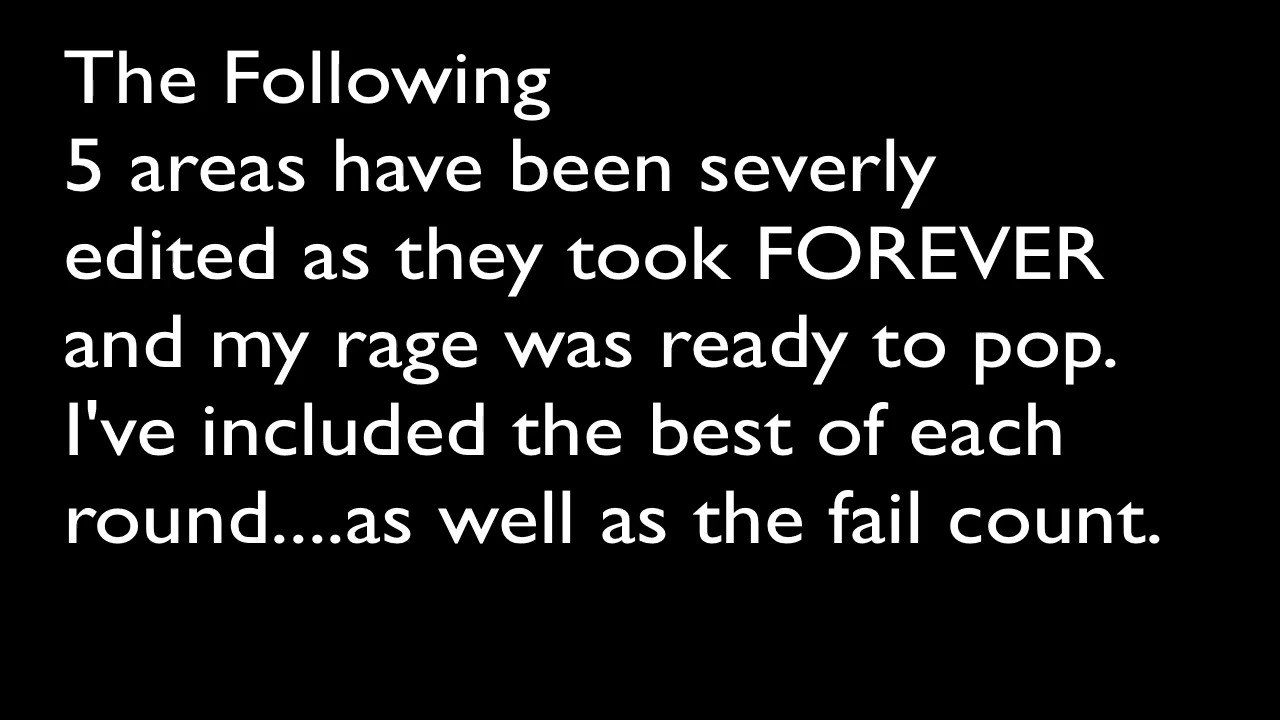 The Following
5 areas have been severly
edited as they took FOREVER
and my rage was ready to pop.
I've included the best of each
round....as well as the fail count.